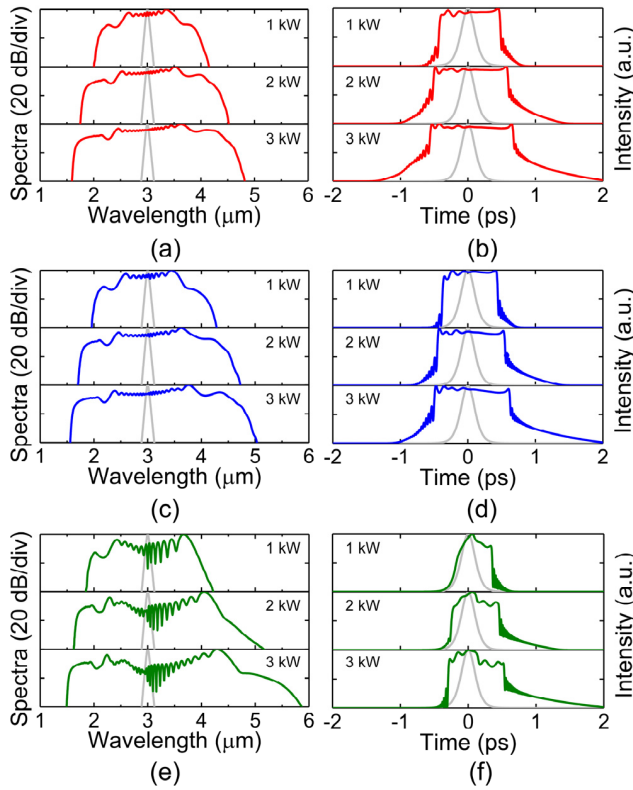 Spectra (20 dB/div)
1 kW
2 kW
3 kW
1 2 3 4 5 6
Wavelength (μm)
(a)
1 kW
2 kW
3 kW
Intensity (a.u.)
-2 -1 0 1 2
Time (ps)
(b)
Spectra (20 dB/div)
1 kW
2 kW
3 kW
1 2 3 4 5 6
Wavelength (μm)
(c)
1 kW
2 kW
3 kW
Intensity (a.u.)
-2 -1 0 1 2
Time (ps)
(d)
Spectra (20 dB/div)
1 kW
2 kW
3 kW
1 2 3 4 5 6
Wavelength (μm)
(e)
1 kW
2 kW
3 kW
Intensity (a.u.)
-2 -1 0 1 2
Time (ps)
(f)